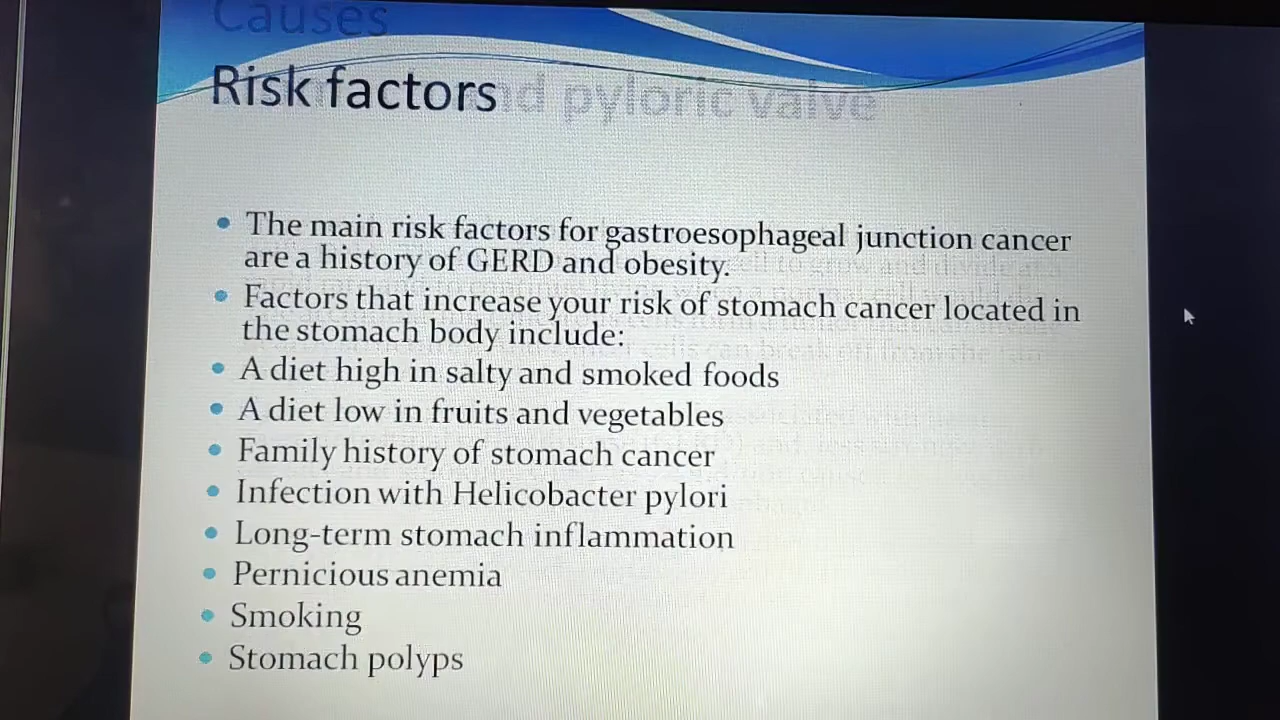 Causes
Risk factors
pyloric valve
• The main risk factors for gastroesophageal junction cancer
are a history of GERD and obesity.
• Factors that increase your risk of stomach cancer located in
the stomach body include:
• A diet high in salty and smoked foods
• A diet low in fruits and vegetables
• Family history of stomach cancer
• Infection with Helicobacter pylori
• Long-term stomach inflammation
• Pernicious anemia
• Smoking
• Stomach polyps